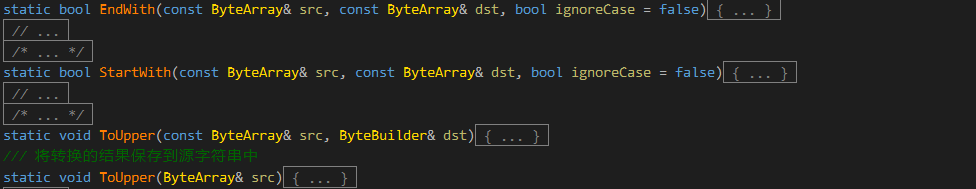 static bool EndWith(const ByteArray& src, const ByteArray& dst, bool ignoreCase = false){ ... }
// ...
/* ... */
static bool StartWith(const ByteArray& src, const ByteArray& dst, bool ignoreCase = false){ ... }
// ...
/* ... */
static void ToUpper(const ByteArray& src, ByteBuilder& dst){ ... }
/// 将转换的结果保存到源字符串中
static void ToUpper(ByteArray& src){ ... }